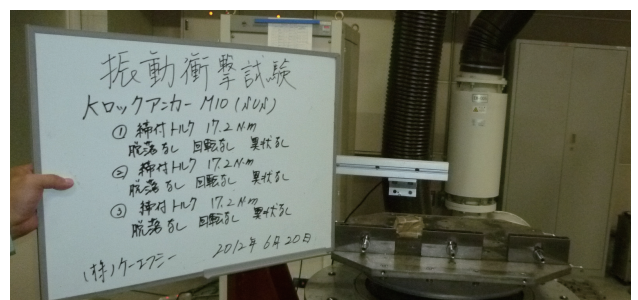 振動衝撃試験
Kロックアンカー M10 (SUS)
① 締付トルク 17.2 N・m
脱落なし 回転なし 異状なし
② 締付トルク 17.2 N・m
脱落なし 回転なし 異状なし
③ 締付トルク 17.2 N・m
脱落なし 回転なし 異状なし
2012年6月20日
(株)ケーエフシー